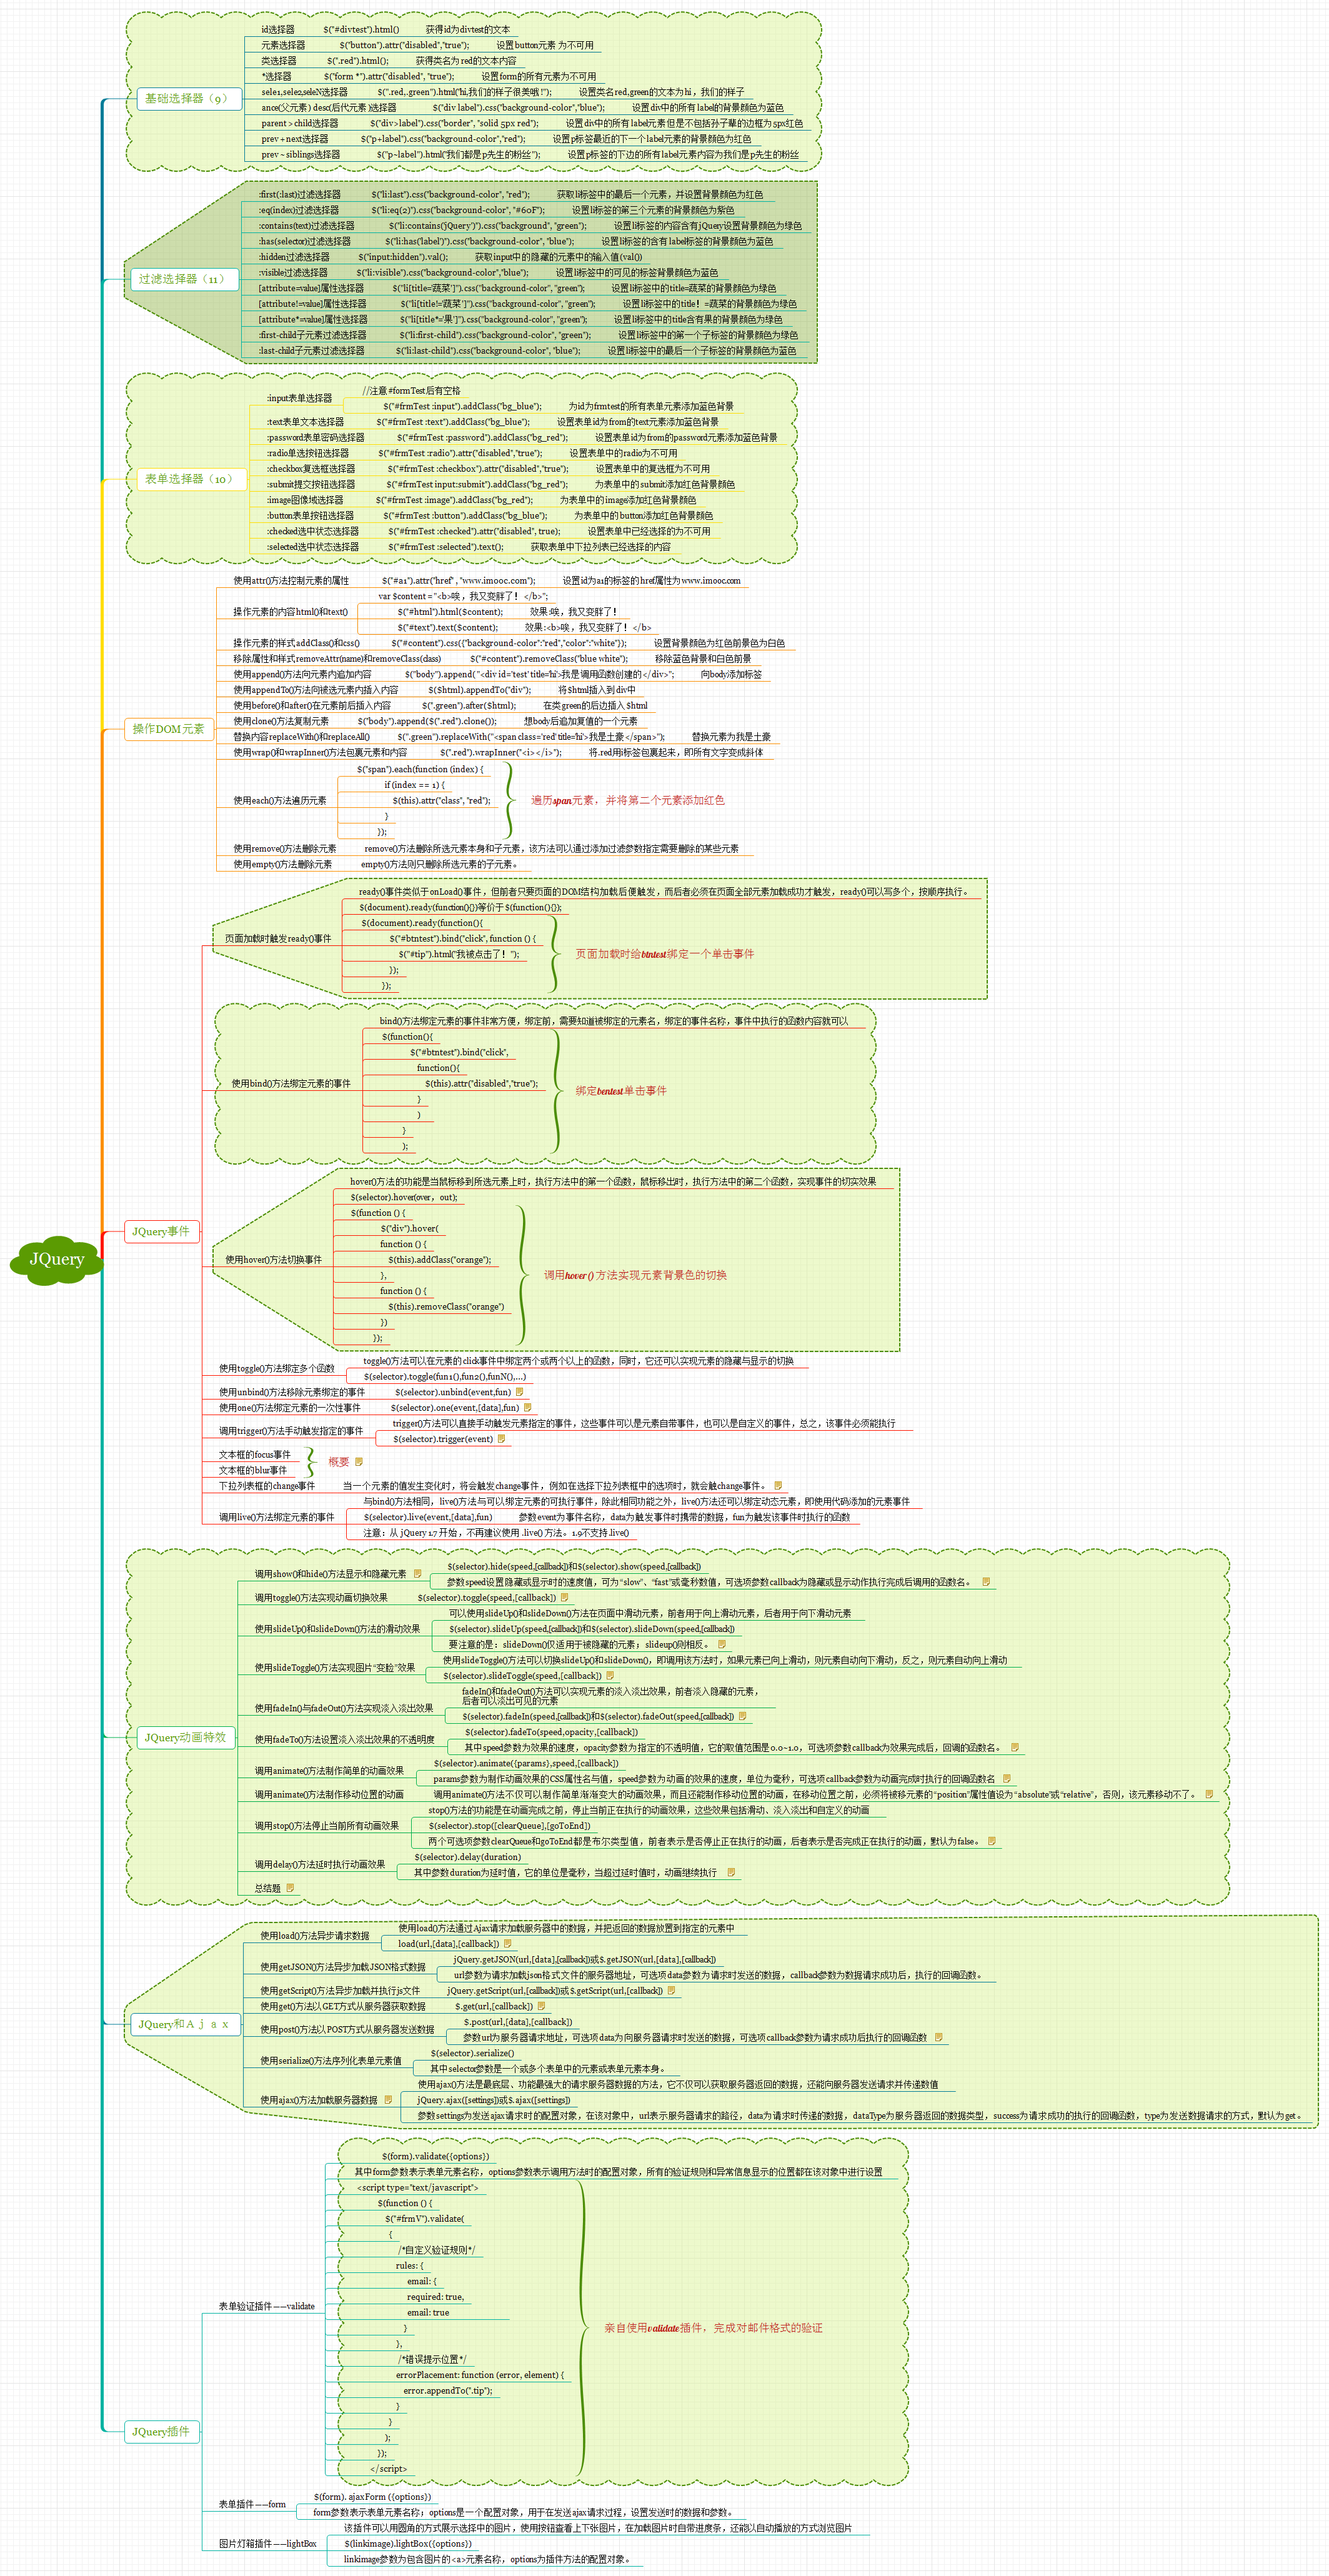 JQuery
基础选择器（9）
id选择器 $("#divtest").html() 获得id为divtest的文本
元素选择器 $("button").attr("disabled","true"); 设置button元素 为不可用
类选择器 $(".red").html(); 获得类名为red的文本内容
*选择器 $("form *").attr("disabled", "true"); 设置form的所有元素为不可用
sele1,sele2,seleN选择器 $(".red,.green").html("hi,我们的样子很美哦!"); 设置类名red,green的文本为hi，我们的样子
ance(父元素) desc(后代元素)选择器 $("div label").css("background-color","blue"); 设置div中的所有label的背景颜色为蓝色
parent > child选择器 $("div>label").css("border", "solid 5px red"); 设置div中的所有label元素但是不包括孙子辈的边框为5px红色
prev + next选择器 $("p+label").css("background-color","red"); 设置p标签最近的下一个label元素的背景颜色为红色
prev ~ siblings选择器 $("p~label").html("我们都是p先生的粉丝"); 设置p标签的下边的所有label元素内容为我们是p先生的粉丝
过滤选择器（11）
:first(:last)过滤选择器 $("li:last").css("background-color", "red"); 获取li标签中的最后一个元素，并设置背景颜色为红色
:eq(index)过滤选择器 $("li:eq(2)").css("background-color", "#60F"); 设置li标签的第三个元素的背景颜色为紫色
:contains(text)过滤选择器 $("li:contains('jQuery')").css("background", "green"); 设置li标签的内容含有jQuery设置背景颜色为绿色
:has(selector)过滤选择器 $("li:has('label')").css("background-color", "blue"); 设置li标签的含有label标签的背景颜色为蓝色
:hidden过滤选择器 $("input:hidden").val(); 获取input中的隐藏的元素中的输入值(val())
:visible过滤选择器 $("li:visible").css("background-color","blue"); 设置li标签中的可见的标签背景颜色为蓝色
[attribute=value]属性选择器 $("li[title='蔬菜']").css("background-color", "green"); 设置li标签中的title=蔬菜的背景颜色为绿色
[attribute!=value]属性选择器 $("li[title!='蔬菜']").css("background-color", "green"); 设置li标签中的title！=蔬菜的背景颜色为绿色
[attribute*=value]属性选择器 $("li[title*='果']").css("background-color", "green"); 设置li标签中的title含有果的背景颜色为绿色
:first-child子元素过滤选择器 $("li:first-child").css("background-color", "green"); 设置li标签中的第一个子标签的背景颜色为绿色
:last-child子元素过滤选择器 $("li:last-child").css("background-color", "blue"); 设置li标签中的最后一个子标签的背景颜色为蓝色
表单选择器（10）
:input表单选择器
//注意#formTest后有空格
$("#frmTest :input").addClass("bg_blue"); 为id为frmtest的所有表单元素添加蓝色背景
:text表单文本选择器 $("#frmTest :text").addClass("bg_blue"); 设置表单id为from的text元素添加蓝色背景
:password表单密码选择器 $("#frmTest :password").addClass("bg_red"); 设置表单id为from的password元素添加蓝色背景
:radio单选按钮选择器 $("#frmTest :radio").attr("disabled","true"); 设置表单中的radio为不可用
:checkbox复选框选择器 $("#frmTest :checkbox").attr("disabled","true"); 设置表单中的复选框为不可用
:submit提交按钮选择器 $("#frmTest input:submit").addClass("bg_red"); 为表单中的submit添加红色背景颜色
:image图像域选择器 $("#frmTest :image").addClass("bg_red"); 为表单中的image添加红色背景颜色
:button表单按钮选择器 $("#frmTest :button").addClass("bg_blue"); 为表单中的button添加红色背景颜色
:checked选中状态选择器 $("#frmTest :checked").attr("disabled", true); 设置表单中已经选择的为不可用
:selected选中状态选择器 $("#frmTest :selected").text(); 获取表单中下拉列表已经选择的内容
操作DOM元素
使用attr()方法控制元素的属性 $("#a1").attr("href" , "www.imooc.com"); 设置id为a1的标签的href属性为www.imooc.com
操作元素的内容html()和text()
var $content = "<b>唉，我又变胖了！</b>";
$("#html").html($content); 效果:唉，我又变胖了！
$("#text").text($content); 效果:<b>唉，我又变胖了！</b>
操作元素的样式addClass()和css() $("#content").css({"background-color":"red","color":"white"}); 设置背景颜色为红色前景色为白色
移除属性和样式removeAttr(name)和removeClass(class) $("#content").removeClass("blue white"); 移除蓝色背景和白色前景
使用append()方法向元素内追加内容 $("body").append( "<div id='test' title='hi'>我是调用函数创建的</div>"; 向body添加标签
使用appendTo()方法向被选元素内插入内容 $($html).appendTo("div"); 将$html插入到div中
使用before()和after()在元素前后插入内容 $(".green").after($html); 在类green的后边插入$html
使用clone()方法复制元素 $("body").append($(".red").clone()); 想body后追加复值的一个元素
替换内容replaceWith()和replaceAll() $(".green").replaceWith("<span class='red' title='hi'>我是土豪</span>"); 替换元素为我是土豪
使用wrap()和wrapInner()方法包裹元素和内容 $(".red").wrapInner("<i></i>"); 将.red用i标签包裹起来，即所有文字变成斜体
使用each()方法遍历元素
$("span").each(function (index) {
if (index == 1) {
$(this).attr("class", "red");
}
});
遍历span元素，并将第二个元素添加红色
使用remove()方法删除元素 remove()方法删除所选元素本身和子元素，该方法可以通过添加过滤参数指定需要删除的某些元素
使用empty()方法删除元素 empty()方法则只删除所选元素的子元素。
JQuery事件
页面加载时触发ready()事件
ready()事件类似于onLoad()事件，但前者只要页面的DOM结构加载后便触发，而后者必须在页面全部元素加载成功才触发，ready()可以写多个，按顺序执行。
$(document).ready(function(){})等价于$(function(){});
$(document).ready(function(){
$("#btntest").bind("click", function () {
$("#tip").html("我被点击了！");
});
});
页面加载时给bintest绑定一个单击事件
使用bind()方法绑定元素的事件
bind()方法绑定元素的事件非常方便，绑定前，需要知道被绑定的元素名，绑定的事件名称，事件中执行的函数内容就可以
$(function(){
$("#btntest").bind("click",
function(){
$(this).attr("disabled","true");
}
)
}
);
绑定bentest单击事件
使用hover()方法切换事件
hover()方法的功能是当鼠标移到所选元素上时，执行方法中的第一个函数，鼠标移出时，执行方法中的第二个函数，实现事件的切实效果
$(selector).hover(over，out);
$(function () {
$("div").hover(
function () {
$(this).addClass("orange");
},
function () {
$(this).removeClass("orange")
})
});
调用hover()方法实现元素背景色的切换
使用toggle()方法绑定多个函数
toggle()方法可以在元素的click事件中绑定两个或两个以上的函数，同时，它还可以实现元素的隐藏与显示的切换
$(selector).toggle(fun1(),fun2(),funN(),...)
使用unbind()方法移除元素绑定的事件 $(selector).unbind(event,fun)
使用one()方法绑定元素的一次性事件 $(selector).one(event,[data],fun)
调用trigger()方法手动触发指定的事件
trigger()方法可以直接手动触发元素指定的事件，这些事件可以是元素自带事件，也可以是自定义的事件，总之，该事件必须能执行
$(selector).trigger(event)
文本框的focus事件
文本框的blur事件
概要
下拉列表框的change事件 当一个元素的值发生变化时，将会触发change事件，例如在选择下拉列表框中的选项时，就会触change事件。
调用live()方法绑定元素的事件
与bind()方法相同，live()方法与可以绑定元素的可执行事件，除此相同功能之外，live()方法还可以绑定动态元素，即使用代码添加的元素事件
$(selector).live(event,[data],fun) 参数event为事件名称，data为触发事件时携带的数据，fun为触发该事件时执行的函数
注意：从 jQuery 1.7 开始，不再建议使用 .live() 方法。1.9不支持.live()
JQuery动画特效
调用show()和hide()方法显示和隐藏元素
$(selector).hide(speed,[callback])和$(selector).show(speed,[callback])
参数speed设置隐藏或显示时的速度值，可为“slow”、“fast”或毫秒数值，可选项参数callback为隐藏或显示动作执行完成后调用的函数名。
调用toggle()方法实现动画切换效果 $(selector).toggle(speed,[callback])
使用slideUp()和slideDown()方法的滑动效果
可以使用slideUp()和slideDown()方法在页面中滑动元素，前者用于向上滑动元素，后者用于向下滑动元素
$(selector).slideUp(speed,[callback])和$(selector).slideDown(speed,[callback])
要注意的是：slideDown()仅适用于被隐藏的元素；slideup()则相反。
使用slideToggle()方法实现图片“变脸”效果
使用slideToggle()方法可以切换slideUp()和slideDown()，即调用该方法时，如果元素已向上滑动，则元素自动向下滑动，反之，则元素自动向上滑动
$(selector).slideToggle(speed,[callback])
使用fadeIn()与fadeOut()方法实现淡入淡出效果
fadeIn()和fadeOut()方法可以实现元素的淡入淡出效果，前者淡入隐藏的元素，
后者可以淡出可见的元素
$(selector).fadeIn(speed,[callback])和$(selector).fadeOut(speed,[callback])
使用fadeTo()方法设置淡入淡出效果的不透明度
$(selector).fadeTo(speed,opacity,[callback])
其中speed参数为效果的速度，opacity参数为指定的不透明值，它的取值范围是0.0~1.0，可选项参数callback为效果完成后，回调的函数名。
调用animate()方法制作简单的动画效果
$(selector).animate({params},speed,[callback])
params参数为制作动画效果的CSS属性名与值，speed参数为动画的效果的速度，单位为毫秒，可选项callback参数为动画完成时执行的回调函数名
调用animate()方法制作移动位置的动画 调用animate()方法不仅可以制作简单渐渐变大的动画效果，而且还能制作移动位置的动画，在移动位置之前，必须将被移元素的“position”属性值设为“absolute”或“relative”，否则，该元素移动不了。
调用stop()方法停止当前所有动画效果
stop()方法的功能是在动画完成之前，停止当前正在执行的动画效果，这些效果包括滑动、淡入淡出和自定义的动画
$(selector).stop([clearQueue],[goToEnd])
两个可选项参数clearQueue和goToEnd都是布尔类型值，前者表示是否停止正在执行的动画，后者表示是否完成正在执行的动画，默认为false。
调用delay()方法延时执行动画效果
$(selector).delay(duration)
其中参数duration为延时值，它的单位是毫秒，当超过延时值时，动画继续执行
总结题
JQuery和Ａｊａｘ
使用load()方法异步请求数据
使用load()方法通过Ajax请求加载服务器中的数据，并把返回的数据放置到指定的元素中
load(url,[data],[callback])
使用getJSON()方法异步加载JSON格式数据
jQuery.getJSON(url,[data],[callback])或$.getJSON(url,[data],[callback])
url参数为请求加载json格式文件的服务器地址，可选项data参数为请求时发送的数据，callback参数为数据请求成功后，执行的回调函数。
使用getScript()方法异步加载并执行js文件 jQuery.getScript(url,[callback])或$.getScript(url,[callback])
使用get()方法以GET方式从服务器获取数据 $.get(url,[callback])
使用post()方法以POST方式从服务器发送数据
$.post(url,[data],[callback])
参数url为服务器请求地址，可选项data为向服务器请求时发送的数据，可选项callback参数为请求成功后执行的回调函数
使用serialize()方法序列化表单元素值
$(selector).serialize()
其中selector参数是一个或多个表单中的元素或表单元素本身。
使用ajax()方法加载服务器数据
使用ajax()方法是最底层、功能最强大的请求服务器数据的方法，它不仅可以获取服务器返回的数据，还能向服务器发送请求并传递数值
jQuery.ajax([settings])或$.ajax([settings])
参数settings为发送ajax请求时的配置对象，在该对象中，url表示服务器请求的路径，data为请求时传递的数据，dataType为服务器返回的数据类型，success为请求成功的执行的回调函数，type为发送数据请求的方式，默认为get。
JQuery插件
表单验证插件——validate
$(form).validate({options})
其中form参数表示表单元素名称，options参数表示调用方法时的配置对象，所有的验证规则和异常信息显示的位置都在该对象中进行设置
<script type="text/javascript">
$(function () {
$("#frmV").validate(
{
/*自定义验证规则*/
rules: {
email: {
required: true,
email: true
}
},
/*错误提示位置*/
errorPlacement: function (error, element) {
error.appendTo(".tip");
}
}
);
});
</script>
亲自使用validate插件，完成对邮件格式的验证
表单插件——form
$(form). ajaxForm ({options})
form参数表示表单元素名称；options是一个配置对象，用于在发送ajax请求过程，设置发送时的数据和参数。
图片灯箱插件——lightBox
该插件可以用圆角的方式展示选择中的图片，使用按钮查看上下张图片，在加载图片时自带进度条，还能以自动播放的方式浏览图片
$(linkimage).lightBox({options})
linkimage参数为包含图片的<a>元素名称，options为插件方法的配置对象。